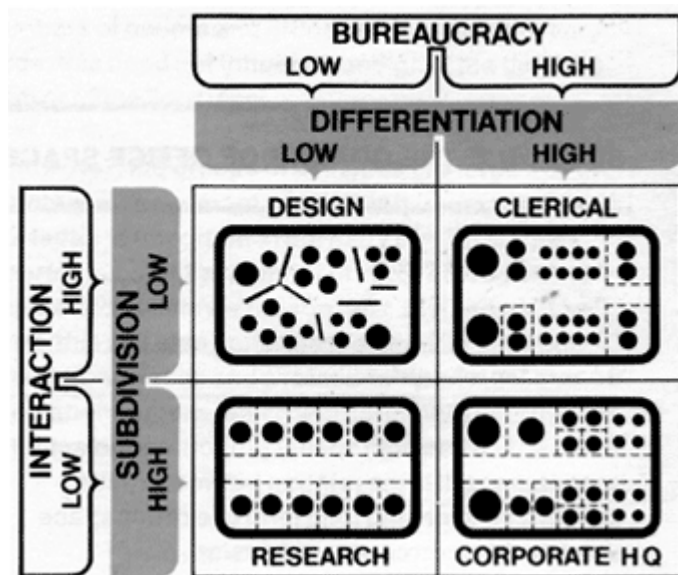 BUREAUCRACY
LOW HIGH
DIFFERENTIATION
LOW HIGH
DESIGN CLERICAL
INTERACTION
HIGH
LOW
SUBDIVISION
LOW
HIGH
RESEARCH CORPORATE HQ